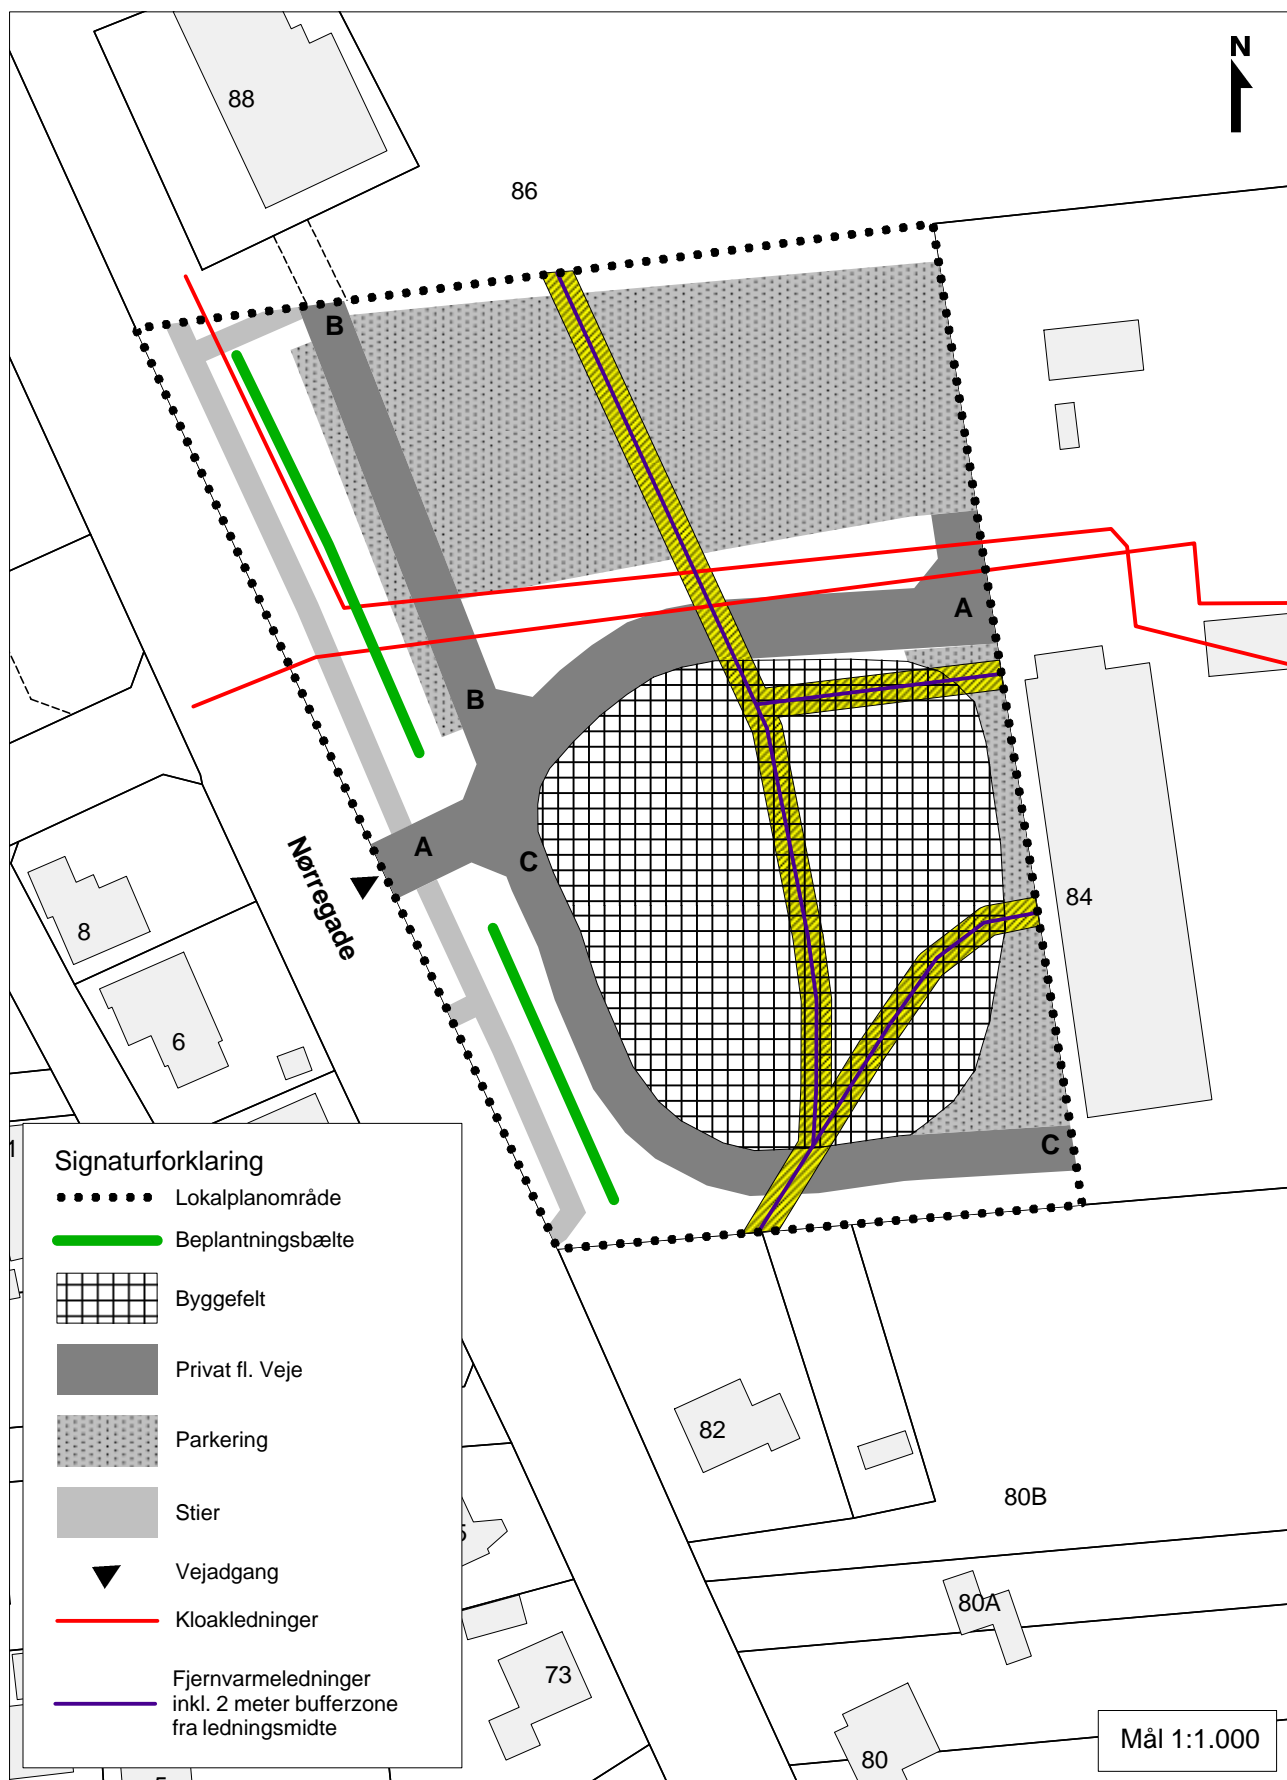 N
88
86
B
A
B
A
C
Nørregade
84
8
6
C
1
Signaturforklaring
Lokalplanområde
Beplantningsbælte
Byggefelt
Privat fl. Veje
Parkering
Stier
Vejadgang
Kloakledninger
Fjernvarmeledninger
inkl. 2 meter bufferzone
fra ledningsmidte
82
80B
80A
73
80
Mål 1:1.000